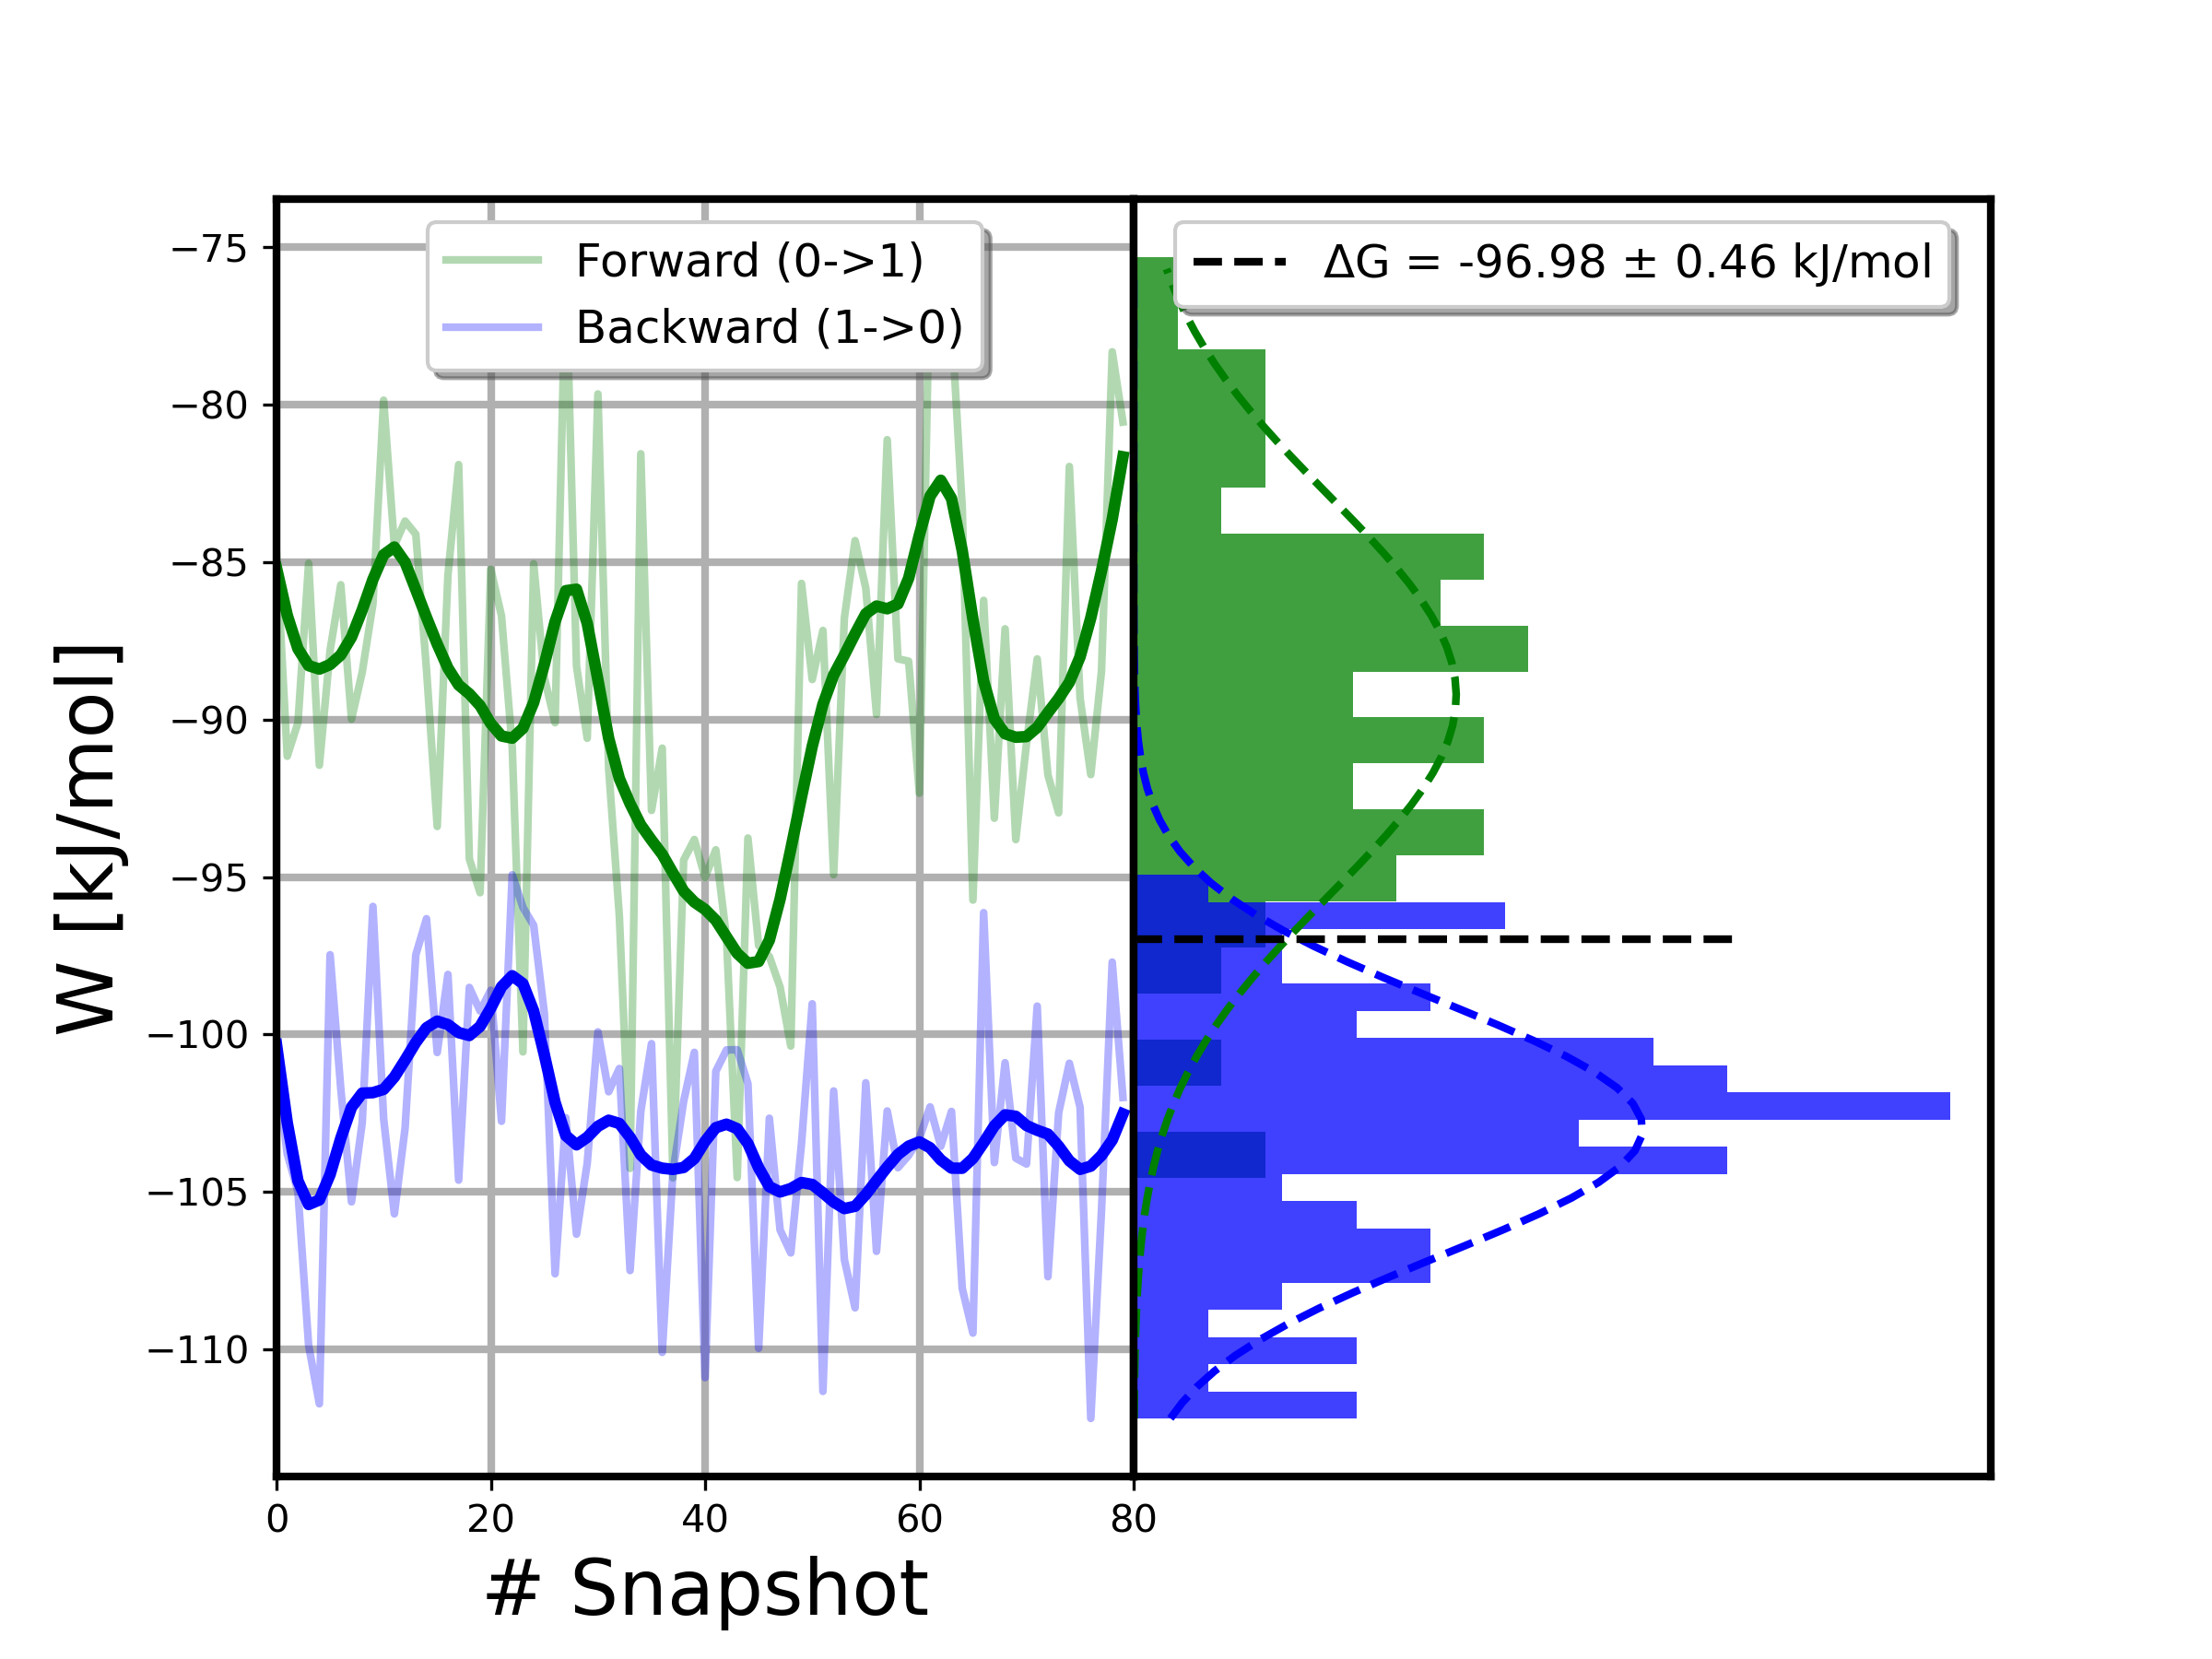 Forward (0->1)
Backward (1->0)
ΔG = -96.98 ± 0.46 kJ/mol
W [kJ/mol]
−75
−80
−85
−90
−95
−100
−105
−110
0 20 40 60 80
# Snapshot